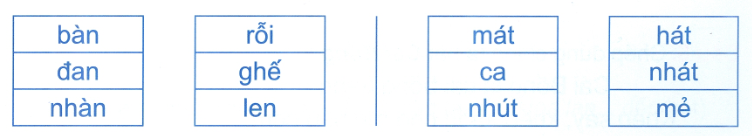 bàn rỗi mát hát
đan ghế ca nhát
nhàn len nhút mẻ